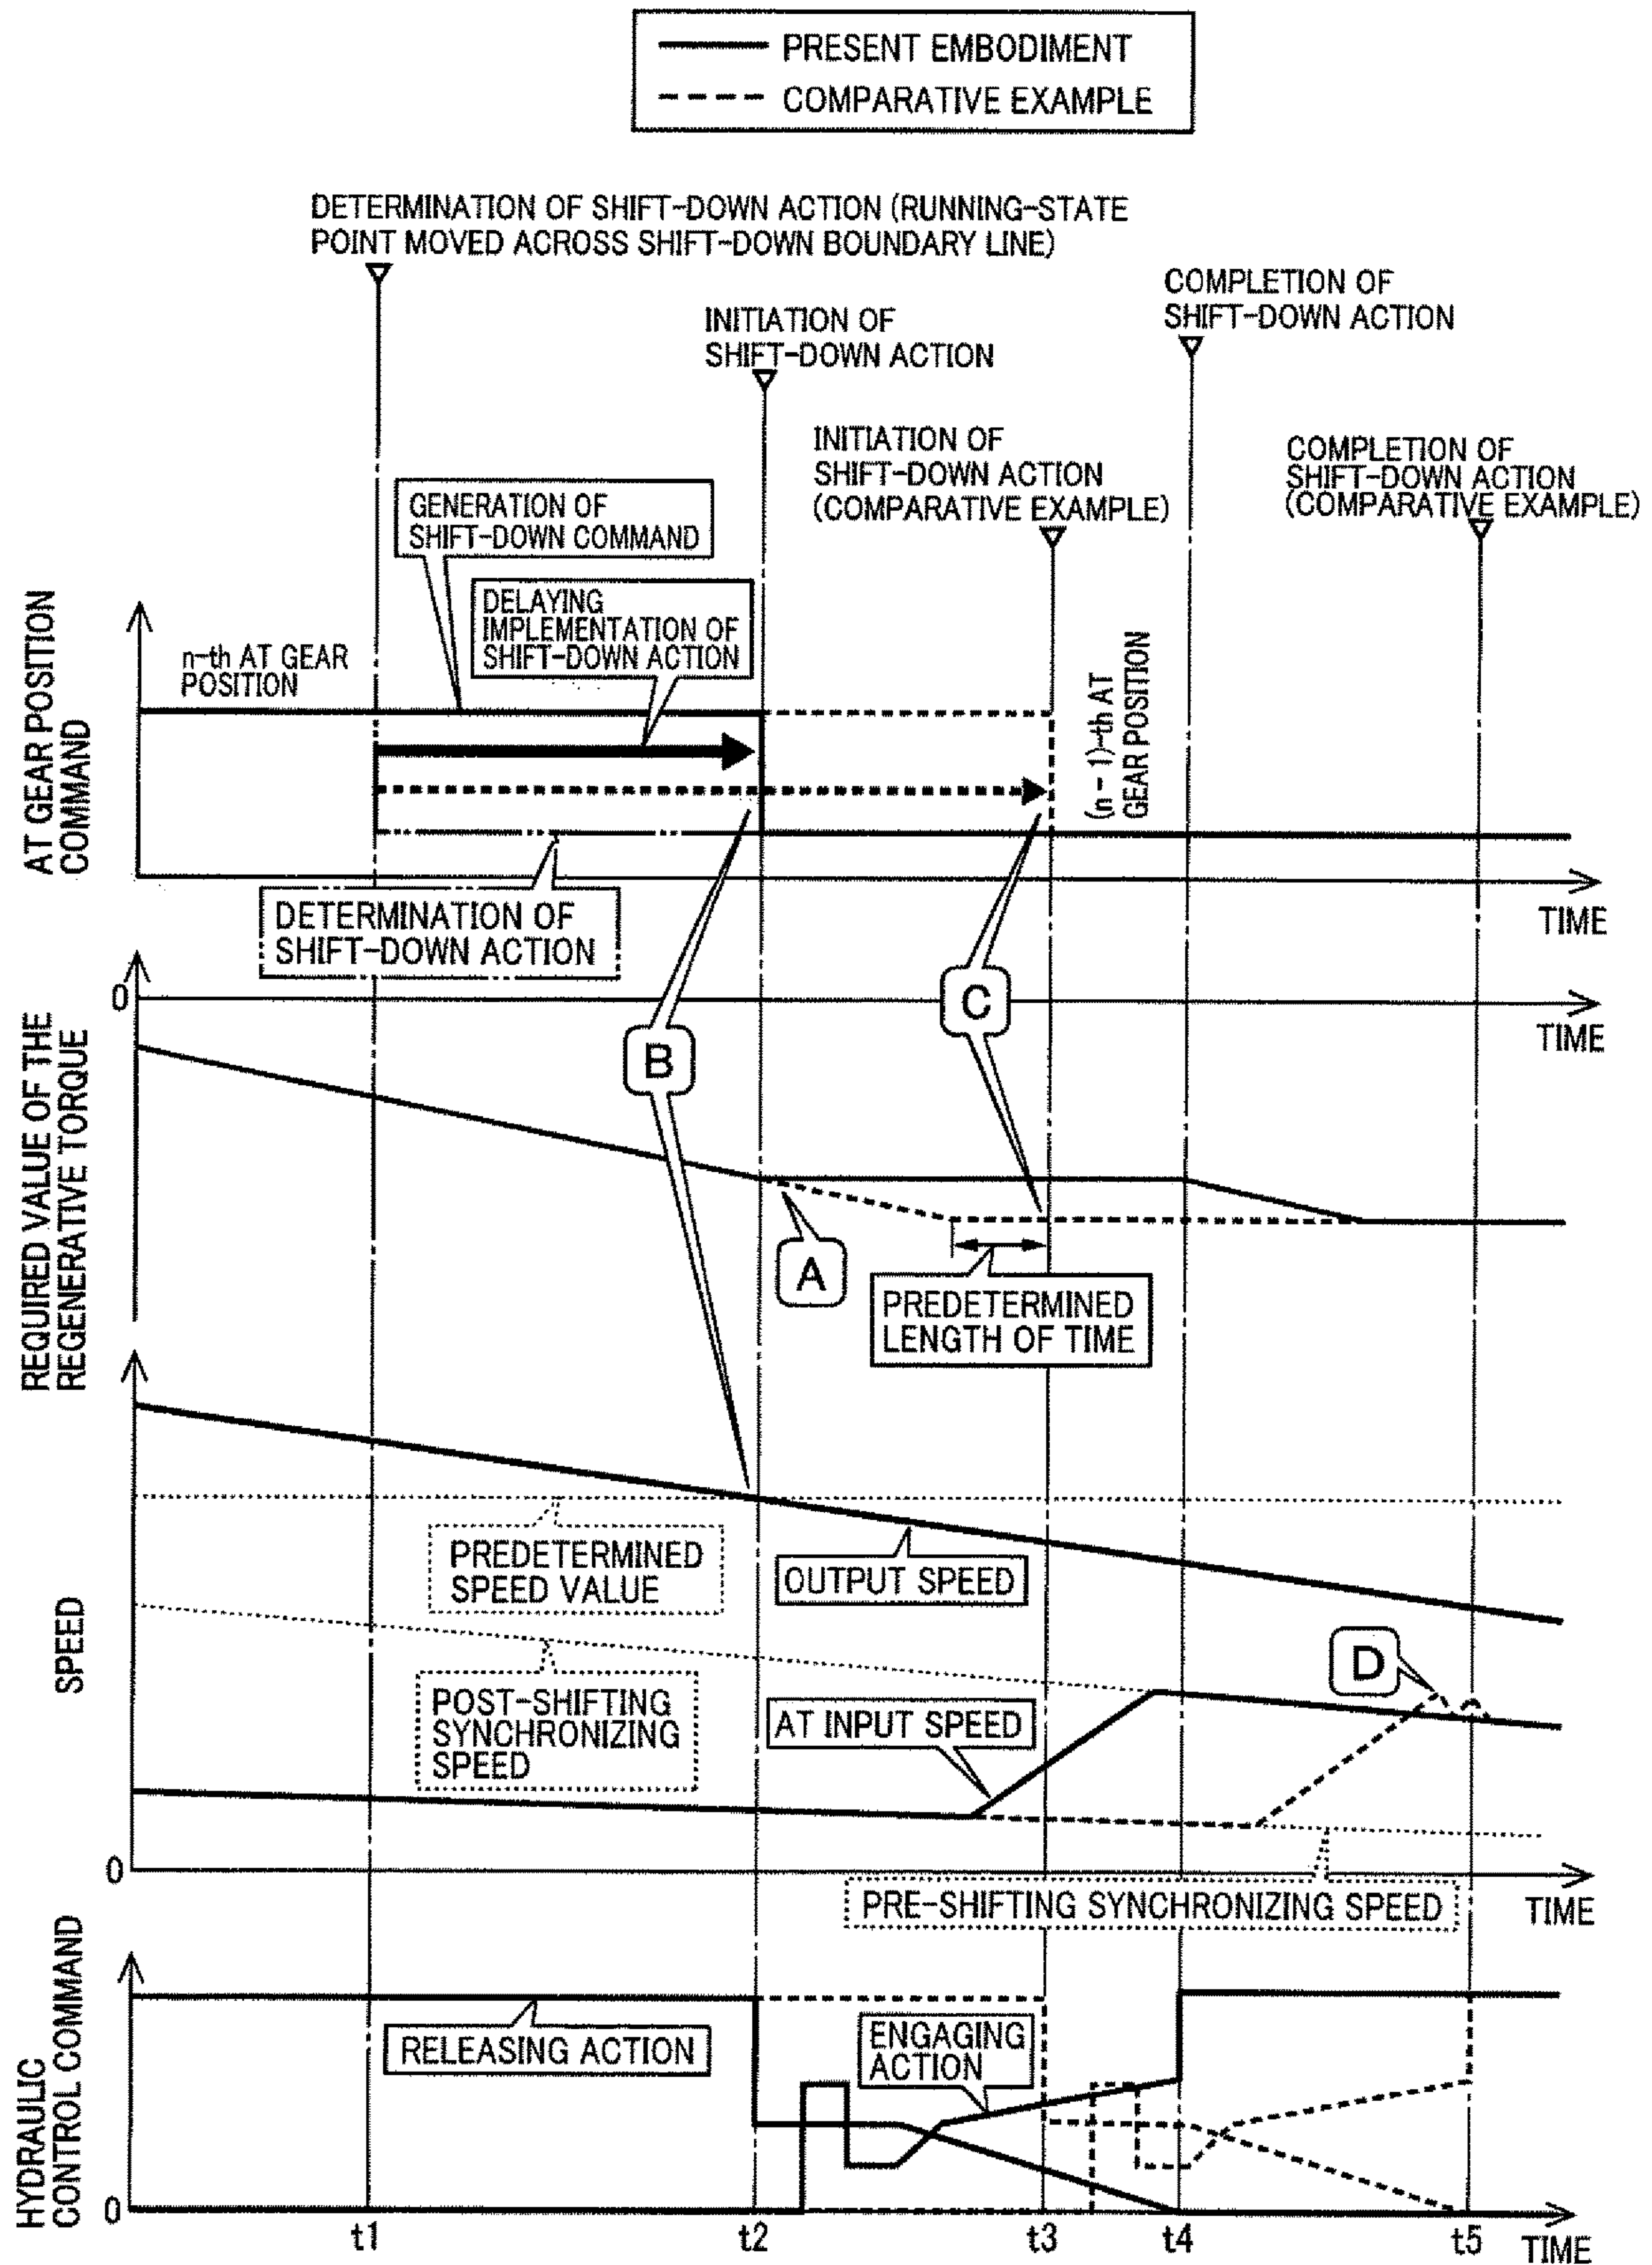 PRESENT EMBODIMENT
COMPARATIVE EXAMPLE
DETERMINATION OF SHIFT-DOWN ACTION (RUNNING-STATE
POINT MOVED ACROSS SHIFT-DOWN BOUNDARY LINE)
INITIATION OF
SHIFT-DOWN ACTION
COMPLETION OF
SHIFT-DOWN ACTION
INITIATION OF
SHIFT-DOWN ACTION
(COMPARATIVE EXAMPLE)
COMPLETION OF
SHIFT-DOWN ACTION
(COMPARATIVE EXAMPLE)
GENERATION OF
SHIFT-DOWN COMMAND
DELAYING
IMPLEMENTATION OF
SHIFT-DOWN ACTION
AT GEAR POSITION
COMMAND
n-th AT GEAR
POSITION
(n-1)-th AT
GEAR POSITION
DETERMINATION OF
SHIFT-DOWN ACTION
TIME
REQUIRED VALUE OF THE
REGENERATIVE TORQUE
0
TIME
B
C
A
PREDETERMINED
LENGTH OF TIME
SPEED
PREDETERMINED
SPEED VALUE
OUTPUT SPEED
POST-SHIFTING
SYNCHRONIZING
SPEED
AT INPUT SPEED
D
0
PRE-SHIFTING SYNCHRONIZING SPEED
TIME
HYDRAULIC
CONTROL COMMAND
RELEASING ACTION
ENGAGING
ACTION
0
t1
t2
t3
t4
t5
TIME